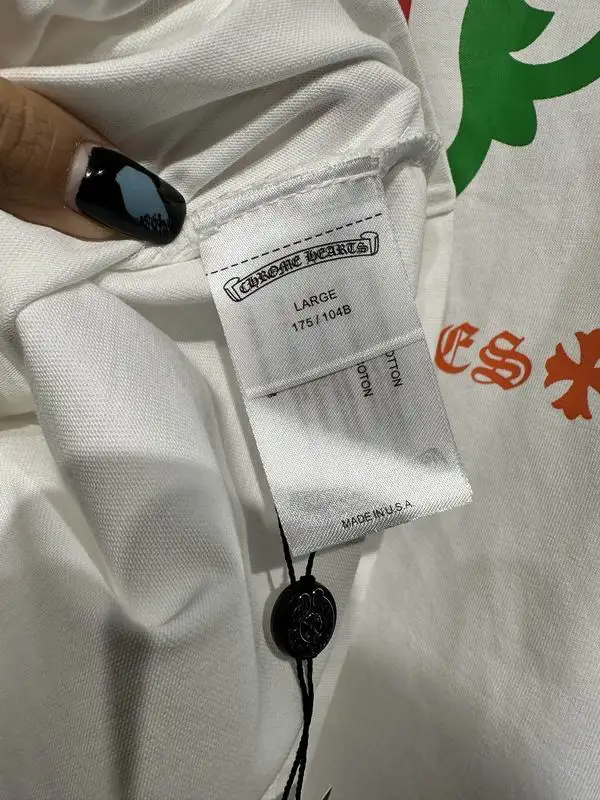 CHROME HEARTS
LARGE
175/104B
OTTON
OTON
MADE IN U.S.A.
ES